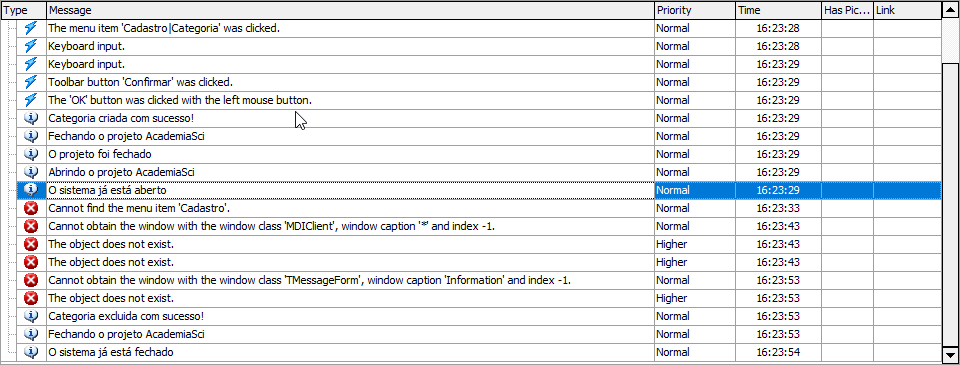 Type Message Priority Time Has Pic... Link
The menu item 'Cadastro|Categoria' was clicked. Normal 16:23:28
Keyboard input. Normal 16:23:28
Keyboard input. Normal 16:23:29
Toolbar button 'Confirmar' was clicked. Normal 16:23:29
The 'OK' button was clicked with the left mouse button. Normal 16:23:29
Categoria criada com sucesso! Normal 16:23:29
Fechando o projeto AcademiaSci Normal 16:23:29
O projeto foi fechado Normal 16:23:29
Abrindo o projeto AcademiaSci Normal 16:23:29
O sistema já está aberto Normal 16:23:29
Cannot find the menu item 'Cadastro'. Normal 16:23:33
Cannot obtain the window with the window class 'MDIClient', window caption '*' and index -1. Normal 16:23:43
The object does not exist. Higher 16:23:43
The object does not exist. Higher 16:23:43
Cannot obtain the window with the window class 'TMessageForm', window caption 'Information' and index -1. Normal 16:23:53
The object does not exist. Higher 16:23:53
Categoria excluida com sucesso! Normal 16:23:53
Fechando o projeto AcademiaSci Normal 16:23:53
O sistema já está fechado Normal 16:23:54